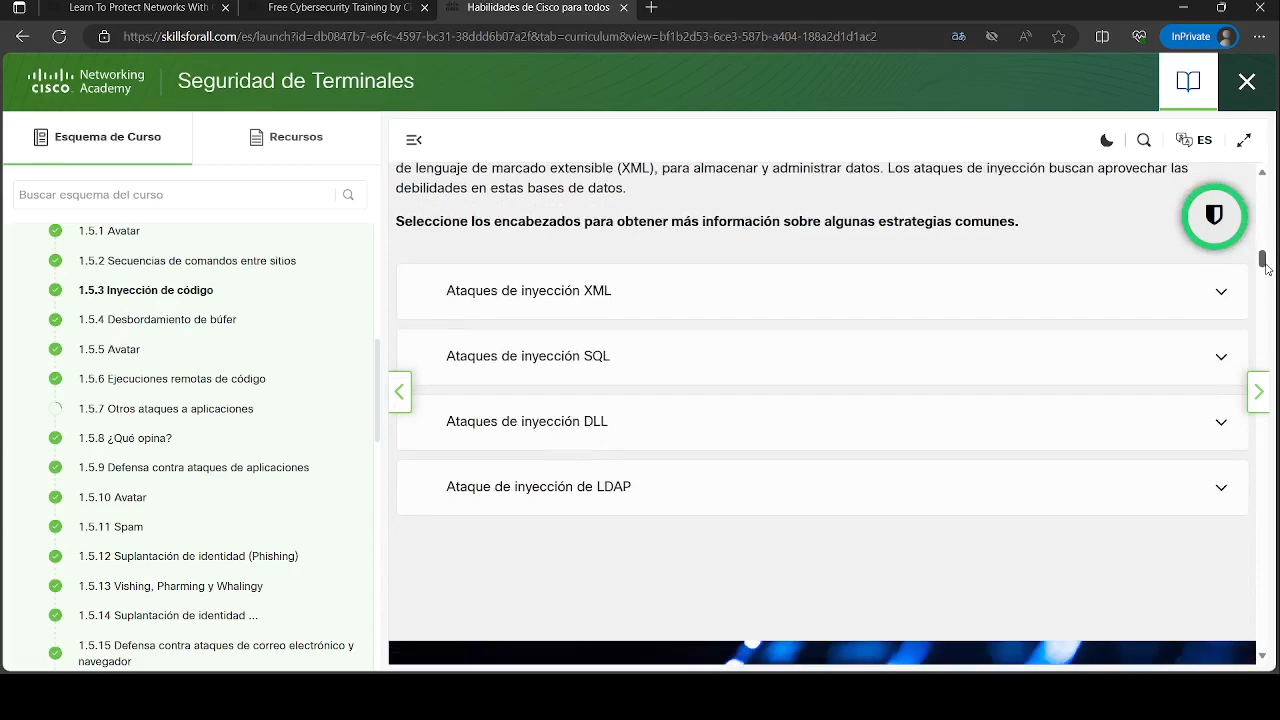 Learn To Protect Networks With
Free Cybersecurity Training by Ci
Habilidades de Cisco para todos
https://skillsforall.com/es/launch?id=db0847b7-e6fc-4597-bc31-38ddd6b07a2f&tab=curriculum&view=bf1b2d53-6ce3-587b-a404-188a2d1d1ac2
InPrivate
CISCO
Networking
Academy
Seguridad de Terminales
Esquema de Curso
Recursos
ES
Buscar esquema del curso
1.5.1 Avatar
1.5.2 Secuencias de comandos entre sitios
1.5.3 Inyección de código
1.5.4 Desbordamiento de búfer
1.5.5 Avatar
1.5.6 Ejecuciones remotas de código
1.5.7 Otros ataques a aplicaciones
1.5.8 ¿Qué opina?
1.5.9 Defensa contra ataques de aplicaciones
1.5.10 Avatar
1.5.11 Spam
1.5.12 Suplantación de identidad (Phishing)
1.5.13 Vishing, Pharming y Whalingy
1.5.14 Suplantación de identidad ...
1.5.15 Defensa contra ataques de correo electrónico y
navegador
de lenguaje de marcado extensible (XML), para almacenar y administrar datos. Los ataques de inyección buscan aprovechar las
debilidades en estas bases de datos.
Seleccione los encabezados para obtener más información sobre algunas estrategias comunes.
Ataques de inyección XML
Ataques de inyección SQL
Ataques de inyección DLL
Ataque de inyección de LDAP